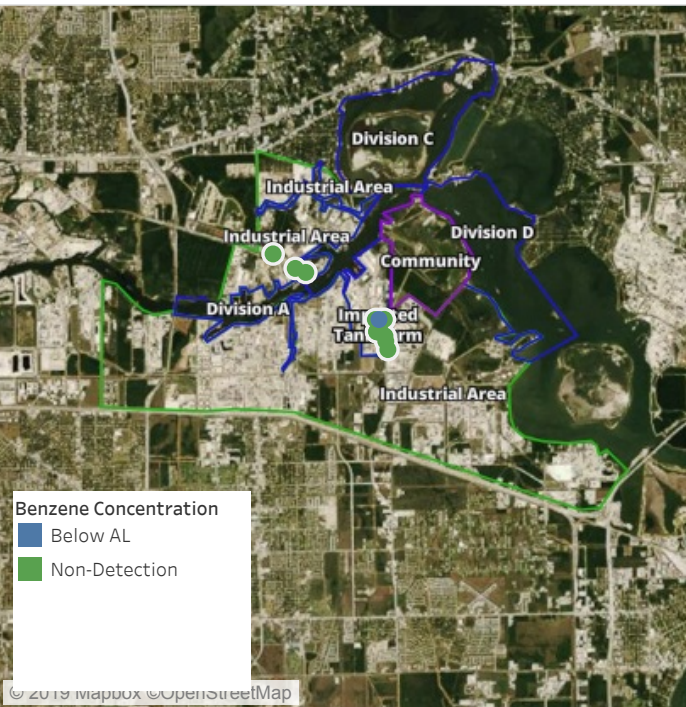 Division C
Industrial Area
Division D
Industrial Area
Community
Division A
Industrial Area
Benzene Concentration
Below AL
Non-Detection
© 2019 Mapbox ©OpenStreetMap